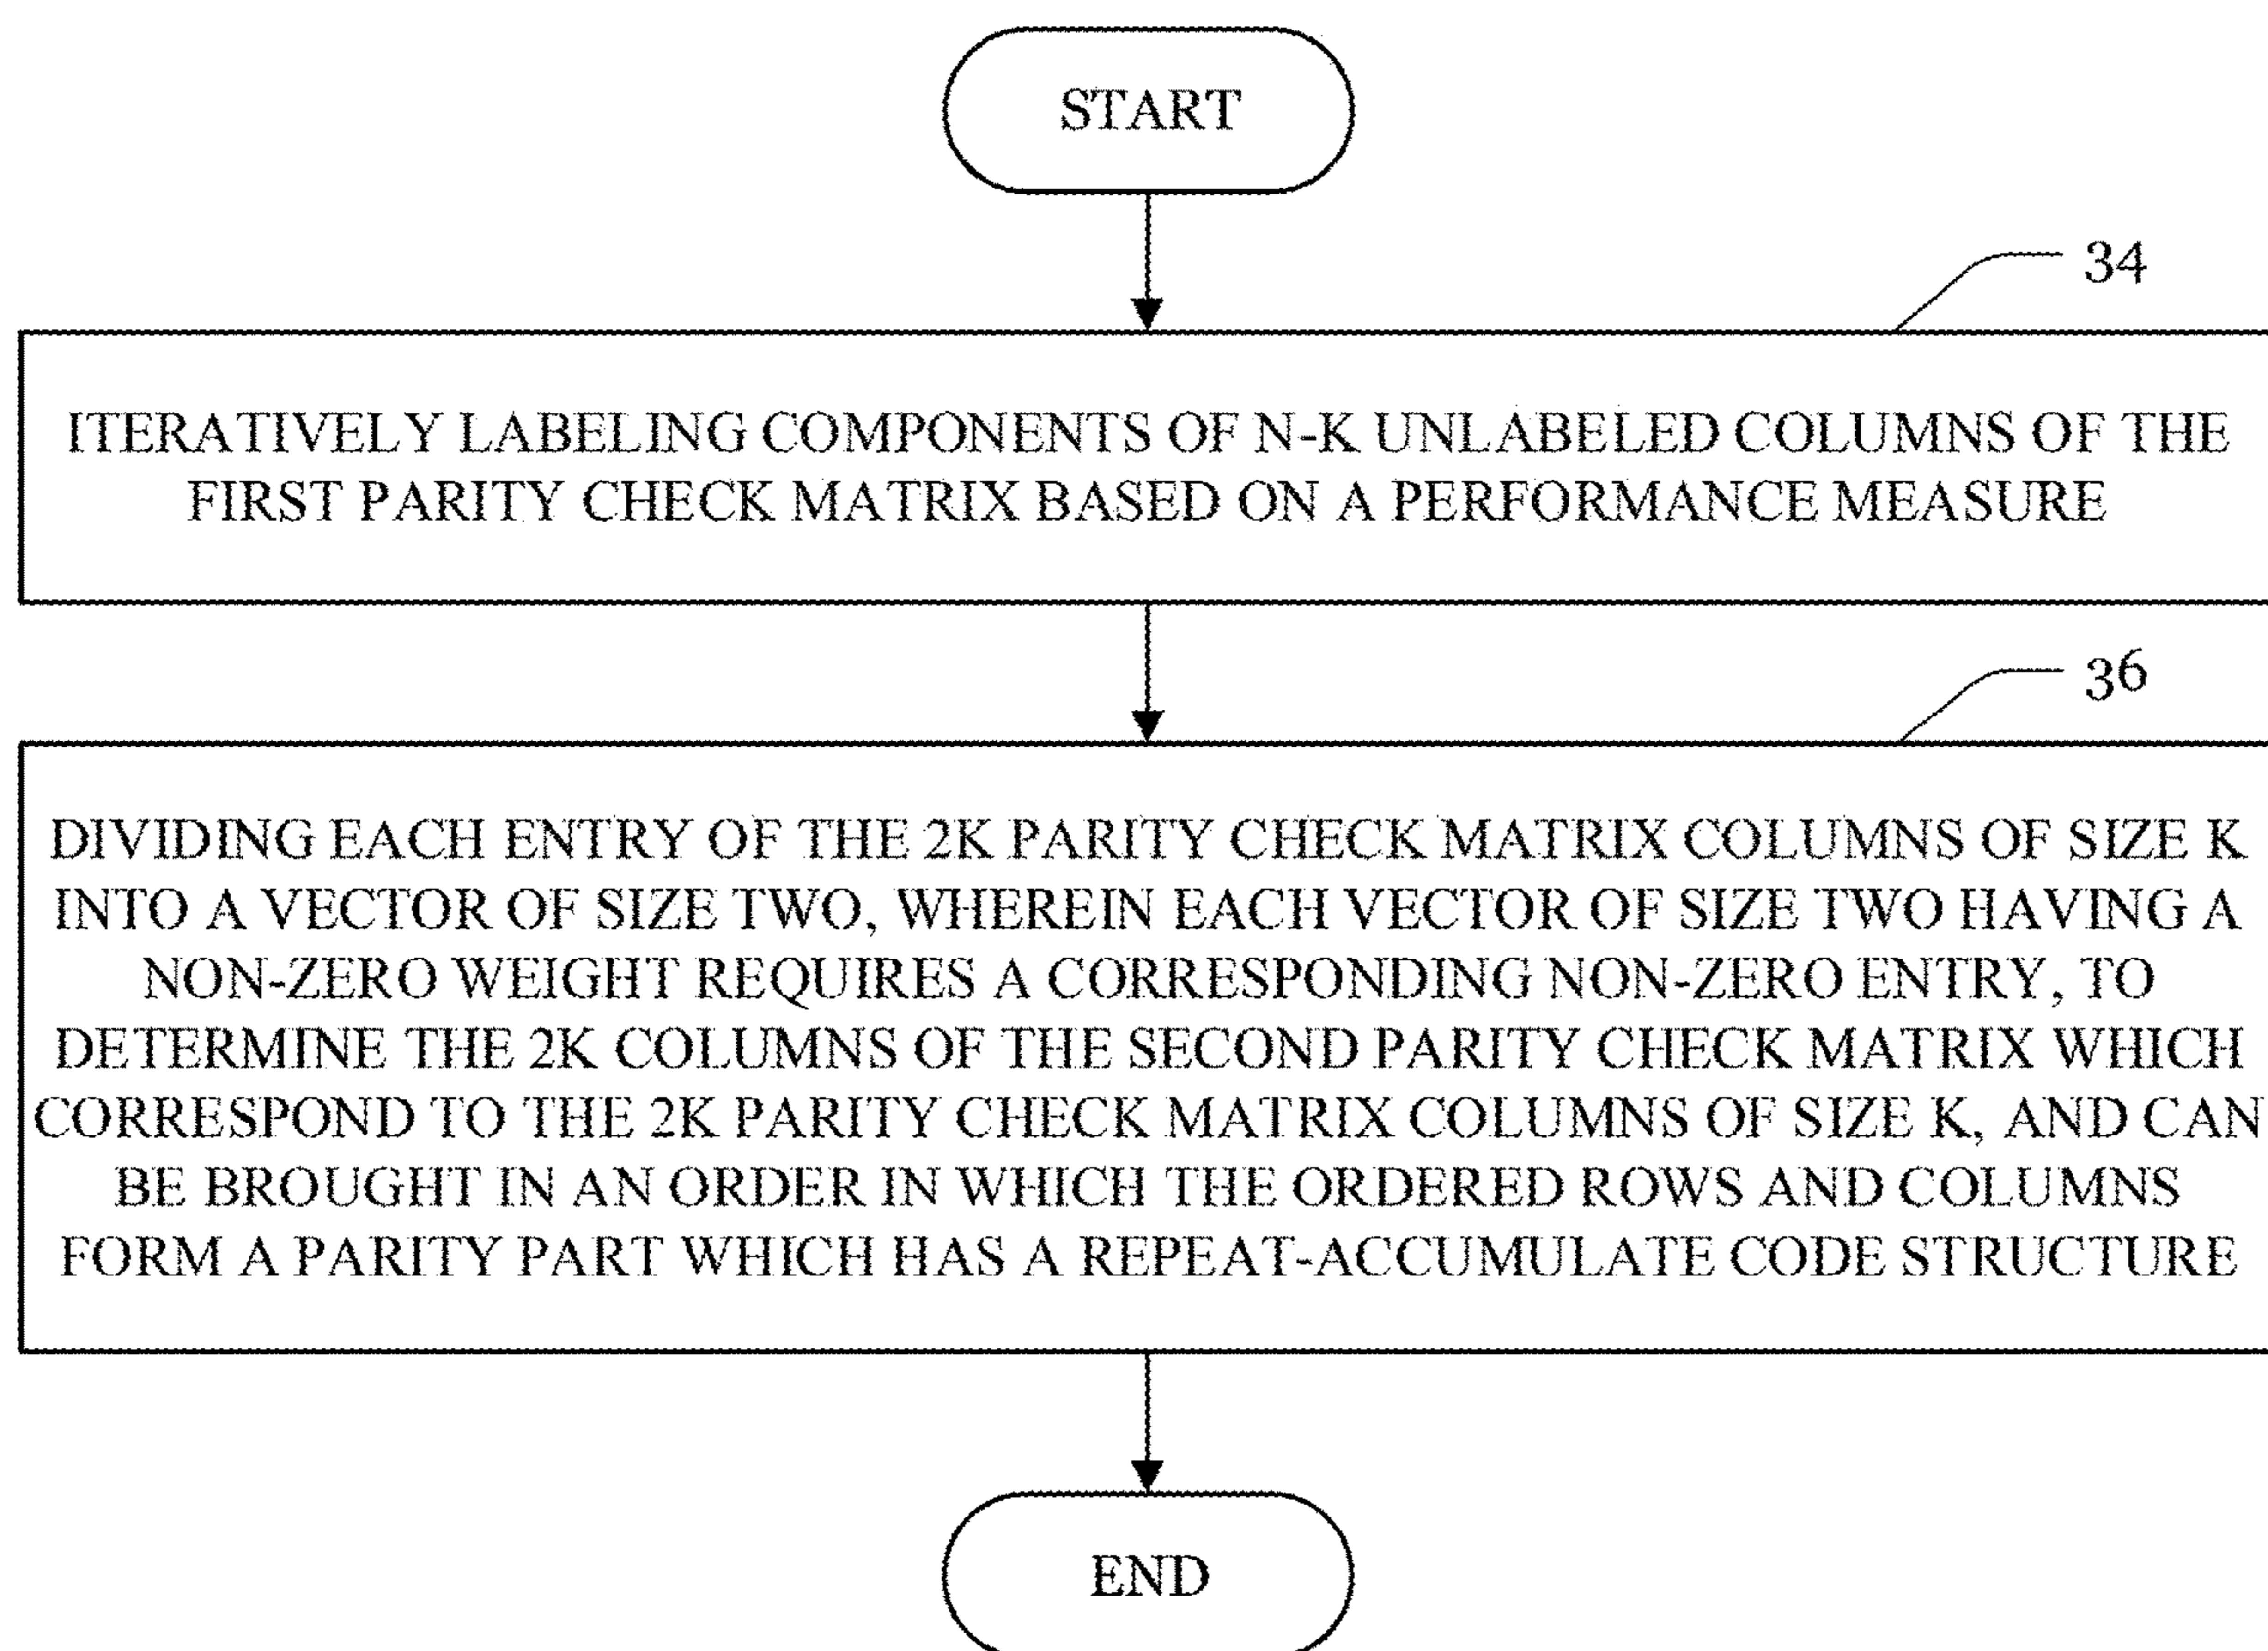 START
34
ITERATIVELY LABELING COMPONENTS OF N-K UNLABELED COLUMNS OF THE
FIRST PARITY CHECK MATRIX BASED ON A PERFORMANCE MEASURE
36
DIVIDING EACH ENTRY OF THE 2K PARITY CHECK MATRIX COLUMNS OF SIZE K
INTO A VECTOR OF SIZE TWO, WHEREIN EACH VECTOR OF SIZE TWO HAVING A
NON-ZERO WEIGHT REQUIRES A CORRESPONDING NON-ZERO ENTRY, TO
DETERMINE THE 2K COLUMNS OF THE SECOND PARITY CHECK MATRIX WHICH
CORRESPOND TO THE 2K PARITY CHECK MATRIX COLUMNS OF SIZE K, AND CAN
BE BROUGHT IN AN ORDER IN WHICH THE ORDERED ROWS AND COLUMNS
FORM A PARITY PART WHICH HAS A REPEAT-ACCUMULATE CODE STRUCTURE
END